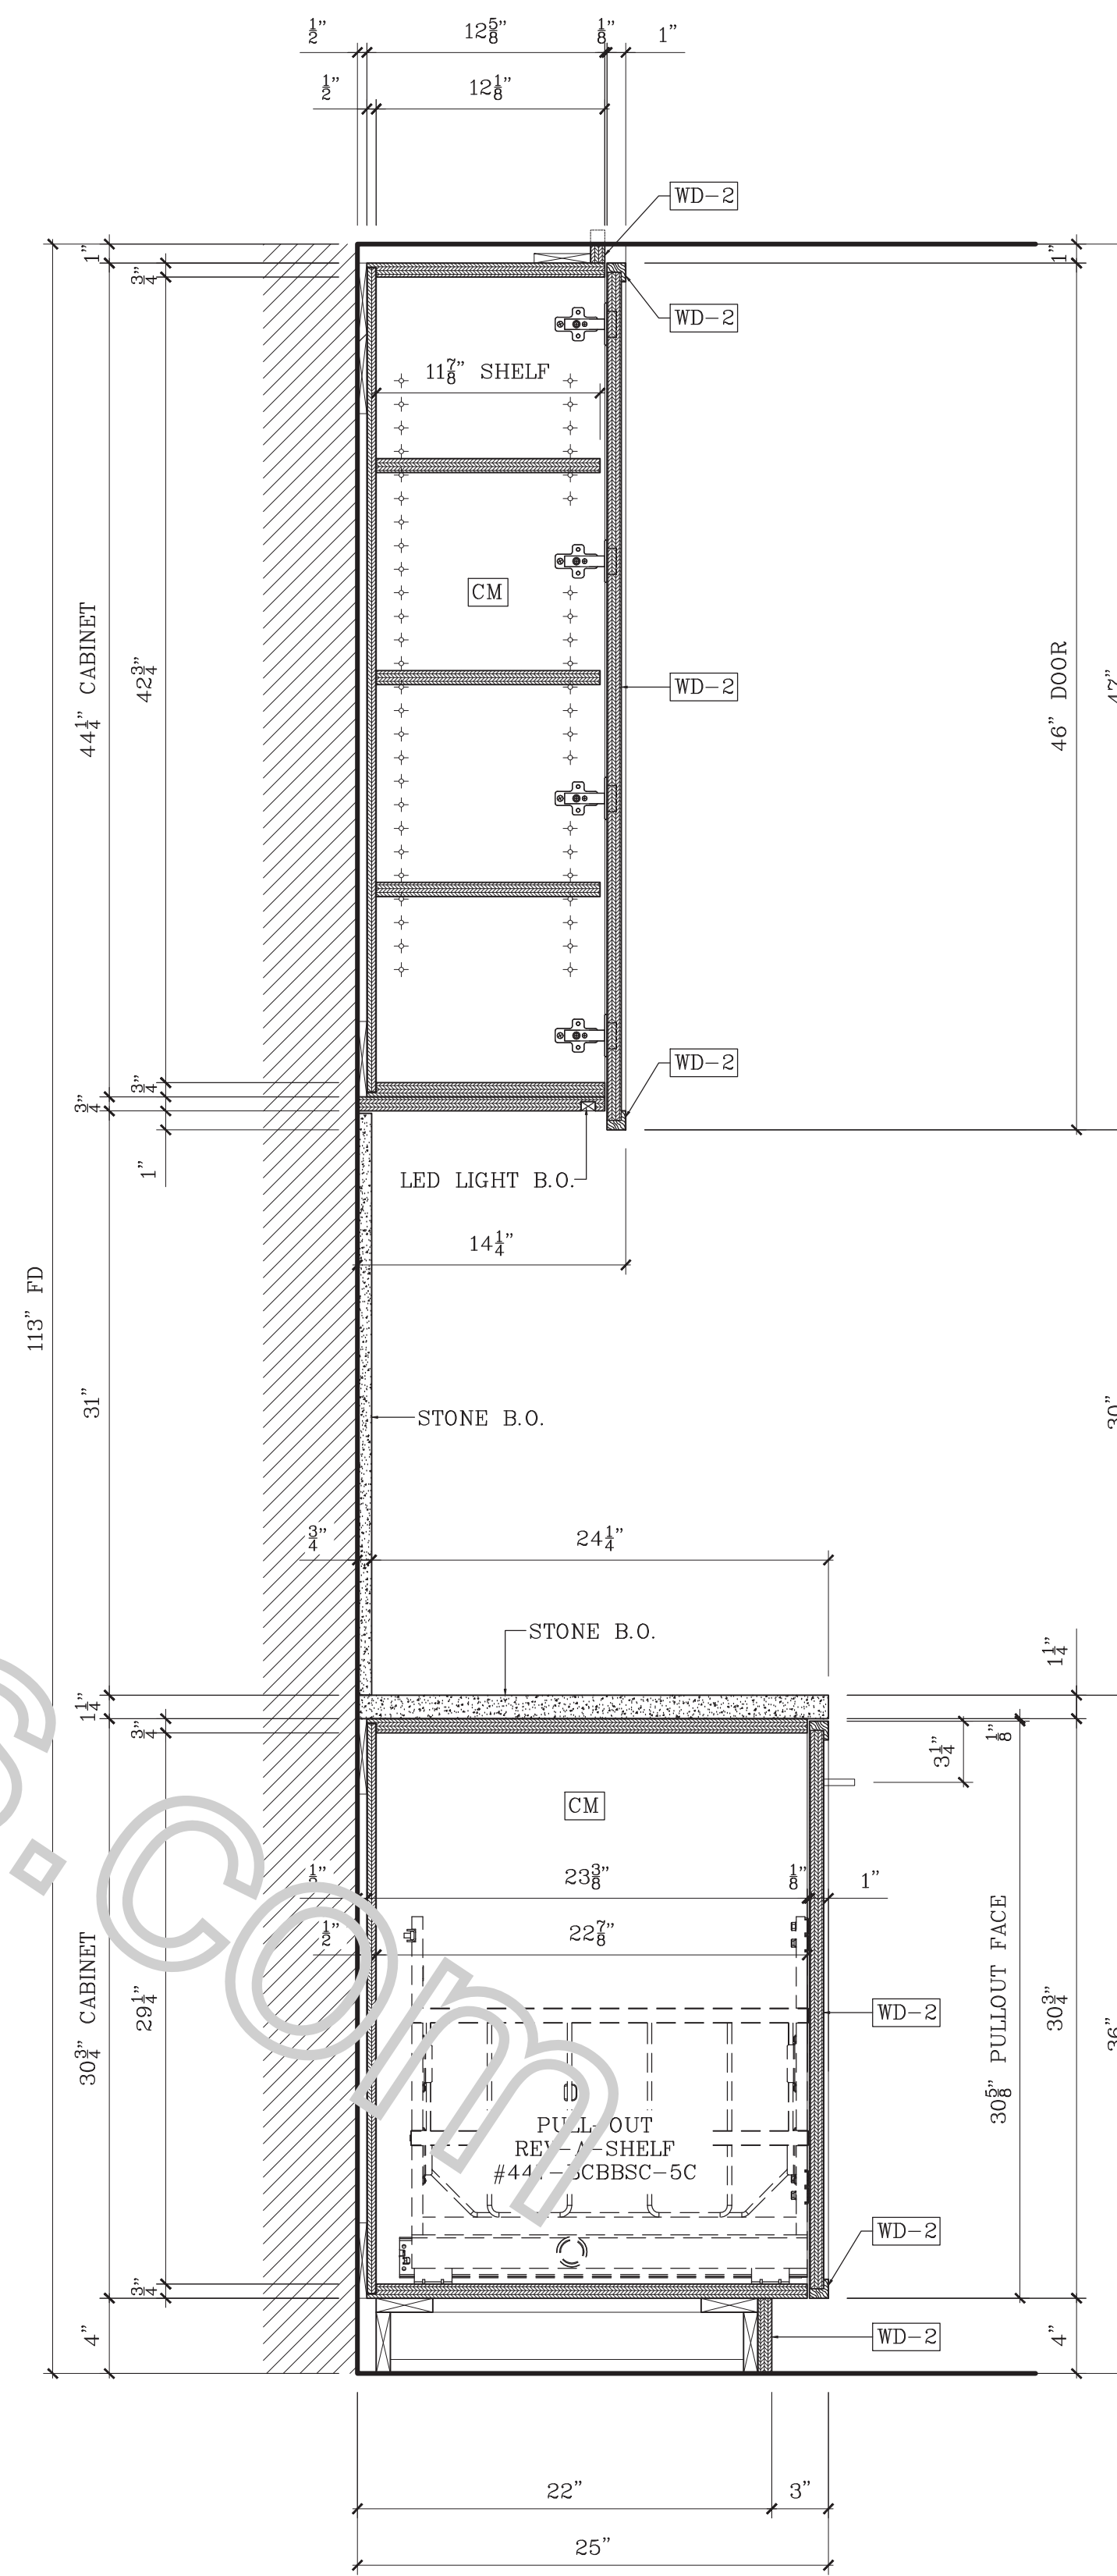 1/2" 12 5/8" 1/8" 1"
1/2" 12 1/8"
WD-2
1" 1"
3/4"
WD-2
11 7/8" SHELF
CM
44 1/4" CABINET
42 3/4"
WD-2
46" DOOR
47"
3/4"
3/4"
WD-2
1"
LED LIGHT B.O.
14 1/4"
113" FD
31"
30"
STONE B.O.
3/4" 24 1/4"
STONE B.O.
1 1/4"
1 1/4"
3/4"
1/8"
3 1/4"
CM
23 3/8" 1/8" 1"
1/2" 22 7/8"
30 3/4" CABINET
29 1/4"
WD-2
30 5/8" PULLOUT FACE
30 3/4"
36"
PULL-OUT
REV-A-SHELF
WD-2
3/4"
4" WD-2 4"
22" 3"
25"
s.com